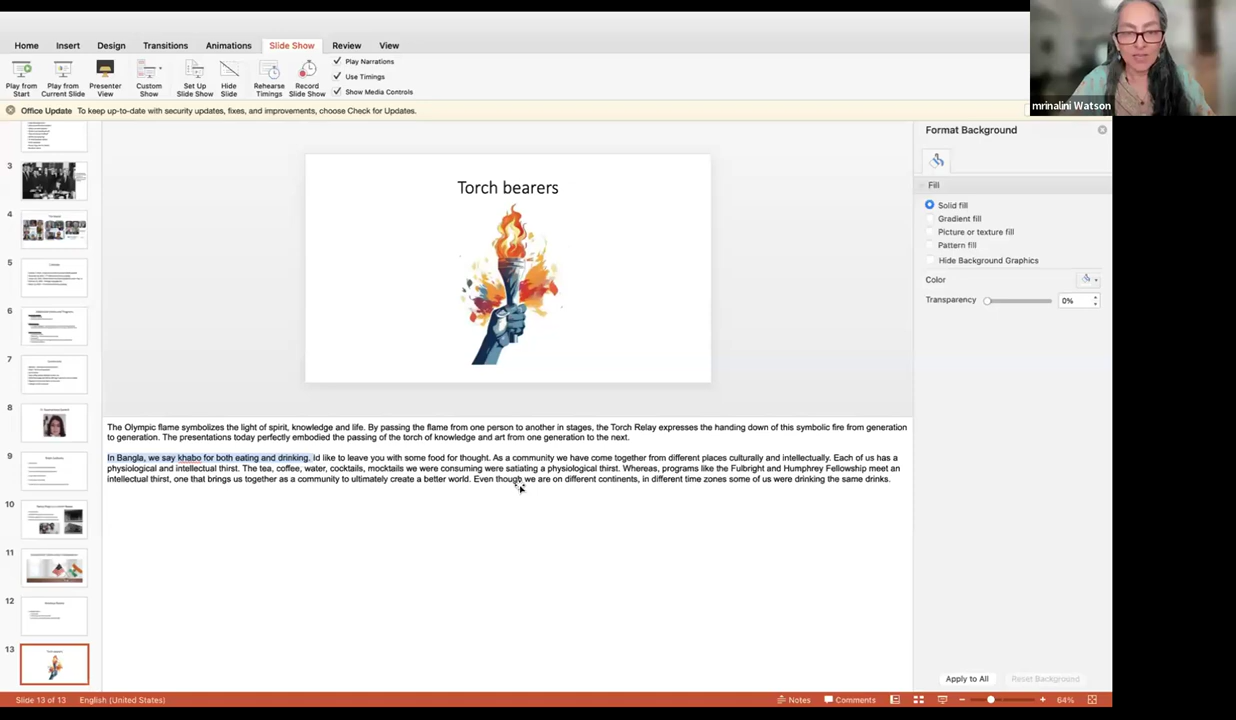 Home Insert Design Transitions Animations Slide Show Review View
Play from Start
Play from Current Slide
Presenter View
Custom Show
Set Up Slide Show
Hide Slide
Rehearse Timings
Record Slide Show
Play Narrations
Use Timings
Show Media Controls
mrinalini Watson
Office Update To keep up-to-date with security updates, fixes, and improvements, choose Check for Updates.
3
4
5
6
7
8
9
10
11
12
13
Torch bearers
The Olympic flame symbolizes the light of spirit, knowledge and life. By passing the flame from one person to another in stages, the Torch Relay expresses the handing down of this symbolic fire from generation
to generation. The presentations today perfectly embodied the passing of the torch of knowledge and art from one generation to the next.
In Bangla, we say khabo for both eating and drinking. Id like to leave you with some food for thought. As a community we have come together from different places culturally and intellectually. Each of us has a
physiological and intellectual thirst. The tea, coffee, water, cocktails, mocktails we were consuming were satiating a physiological thirst. Whereas, programs like the Fulbright and Humphrey Fellowship meet an
intellectual thirst, one that brings us together as a community to ultimately create a better world. Even though we are on different continents, in different time zones some of us were drinking the same drinks.
Format Background
Fill
Solid fill
Gradient fill
Picture or texture fill
Pattern fill
Hide Background Graphics
Color
Transparency 0%
Apply to All Reset Background
Slide 13 of 13 English (United States) Notes Comments 64%